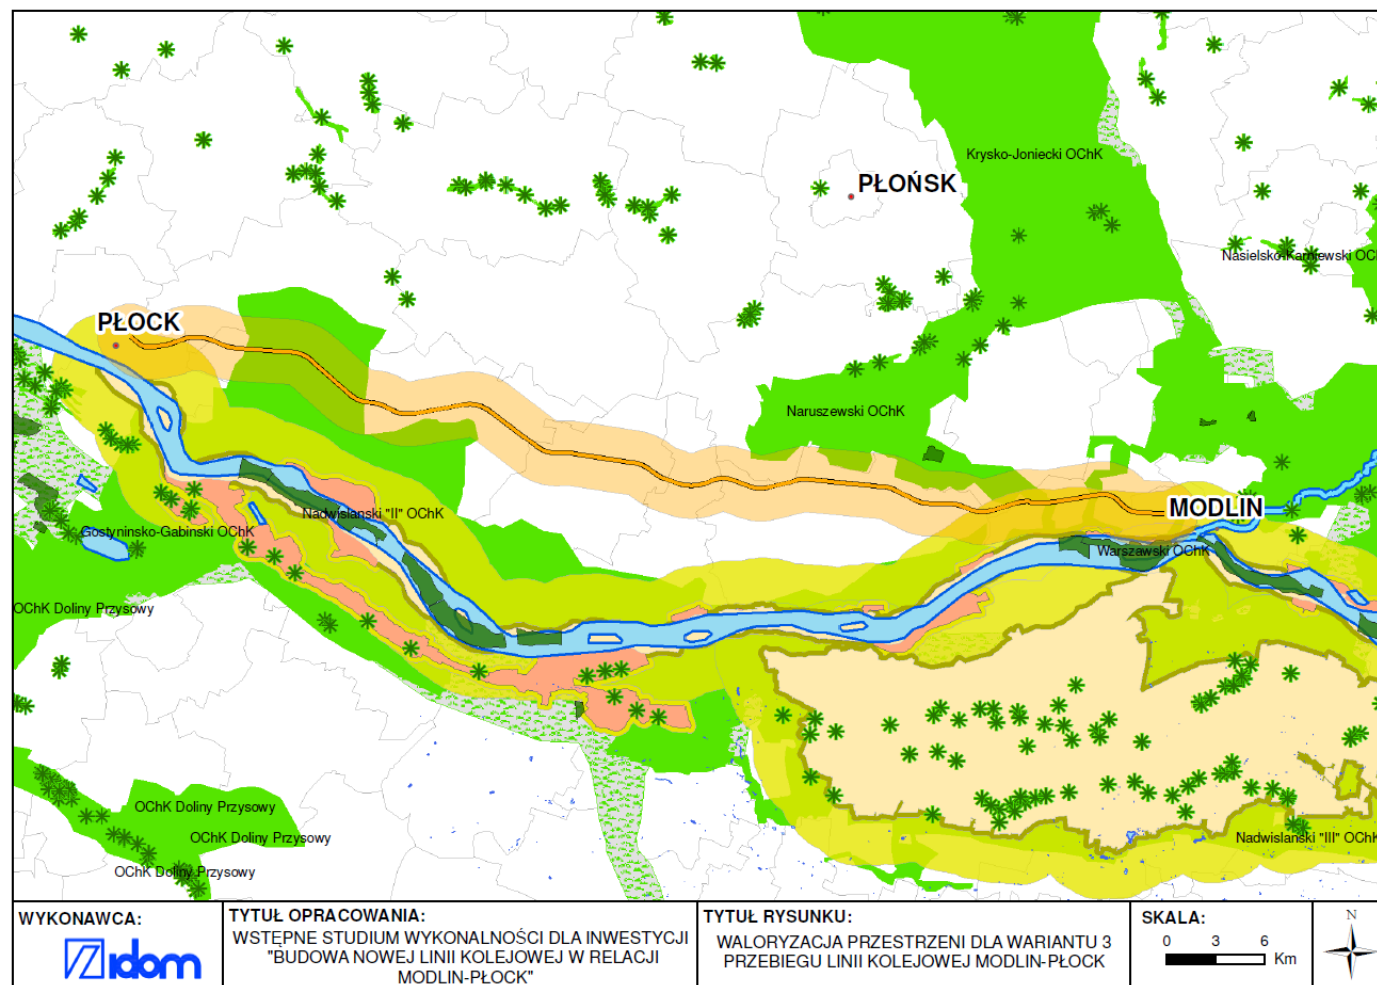 Krysko-Joniecki OChK
PŁOŃSK
Nasielsko-Karniewski OCh
PŁOCK
Naruszewski OChK
MODLIN
Nadwislanski "II" OChK
Gostyninsko-Gabinski OChK
Warszawski OChK
OChK Doliny Przysowy
OChK Doliny Przysowy
OChK Doliny Przysowy
Nadwislanski "III" OChK
OChK Doliny Przysowy
WYKONAWCA:
idom
TYTUŁ OPRACOWANIA:
WSTĘPNE STUDIUM WYKONALNOŚCI DLA INWESTYCJI
"BUDOWA NOWEJ LINII KOLEJOWEJ W RELACJI
MODLIN-PŁOCK"
TYTUŁ RYSUNKU:
WALORYZACJA PRZESTRZENI DLA WARIANTU 3
PRZEBIEGU LINII KOLEJOWEJ MODLIN-PŁOCK
SKALA:
0 3 6
Km
N